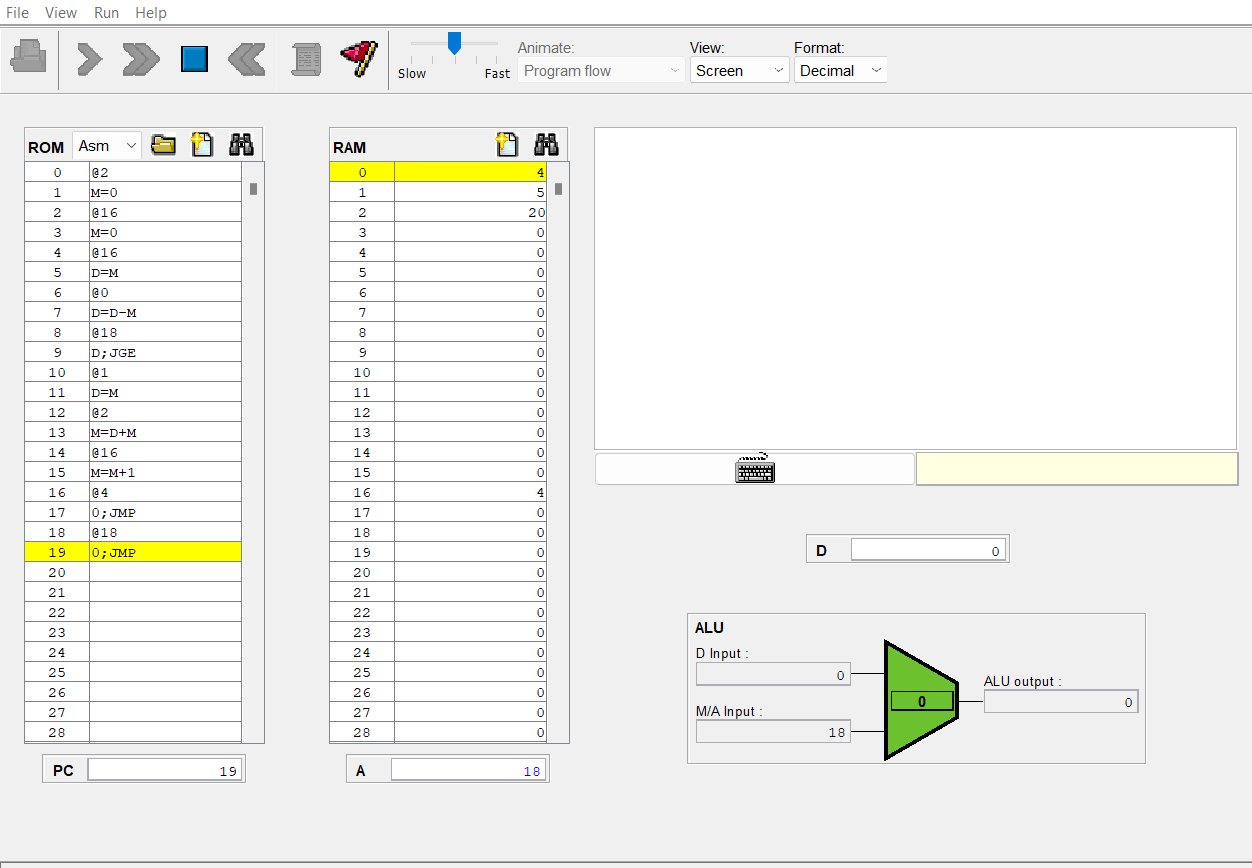 File View Run Help
Animate: View: Format:
Slow Fast Program flow Screen Decimal
ROM Asm
0 @2
1 M=0
2 @16
3 M=0
4 @16
5 D=M
6 @0
7 D=D-M
8 @18
9 D;JGE
10 @1
11 D=M
12 @2
13 M=D+M
14 @16
15 M=M+1
16 @4
17 0;JMP
18 @18
19 0;JMP
20
21
22
23
24
25
26
27
28
PC 19
RAM
0 4
1 5
2 20
3 0
4 0
5 0
6 0
7 0
8 0
9 0
10 0
11 0
12 0
13 0
14 0
15 0
16 4
17 0
18 0
19 0
20 0
21 0
22 0
23 0
24 0
25 0
26 0
27 0
28 0
A 18
D 0
ALU
D Input :
0
M/A Input :
18
0
ALU output :
0